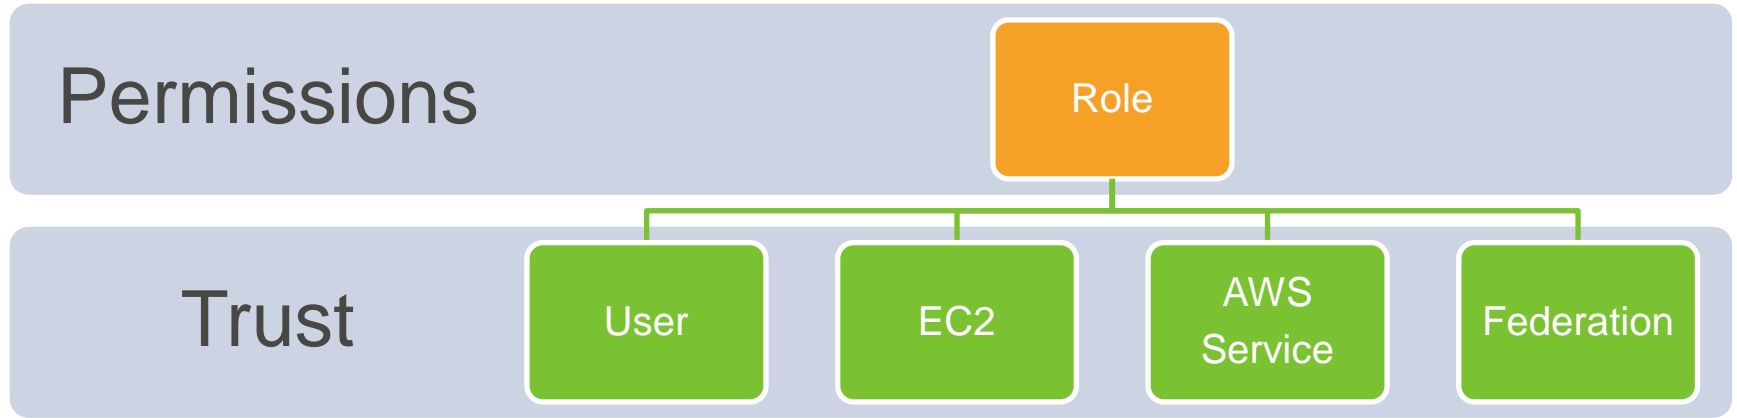 Permissions
Role
Trust
User
EC2
AWS
Service
Federation